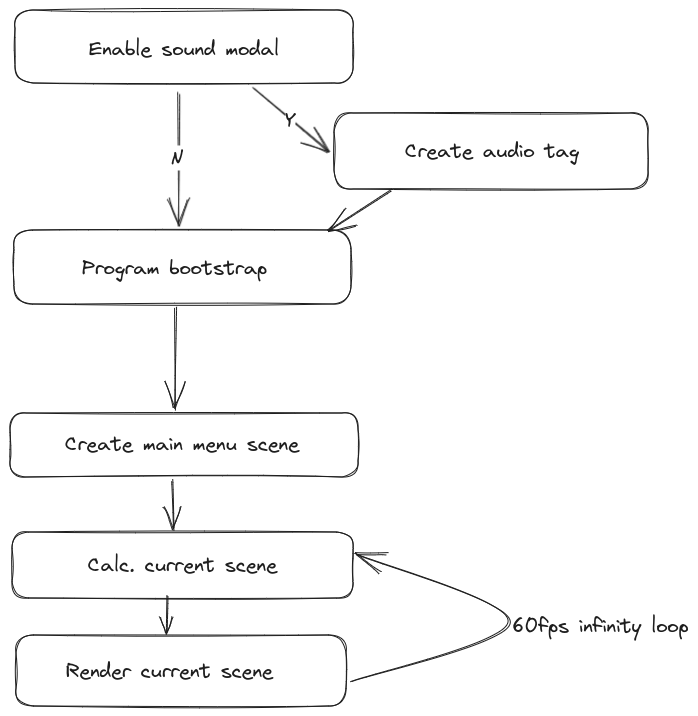 Enable sound modal
Y
Create audio tag
N
Program bootstrap
Create main menu scene
Calc. current scene
60fps infinity loop
Render current scene